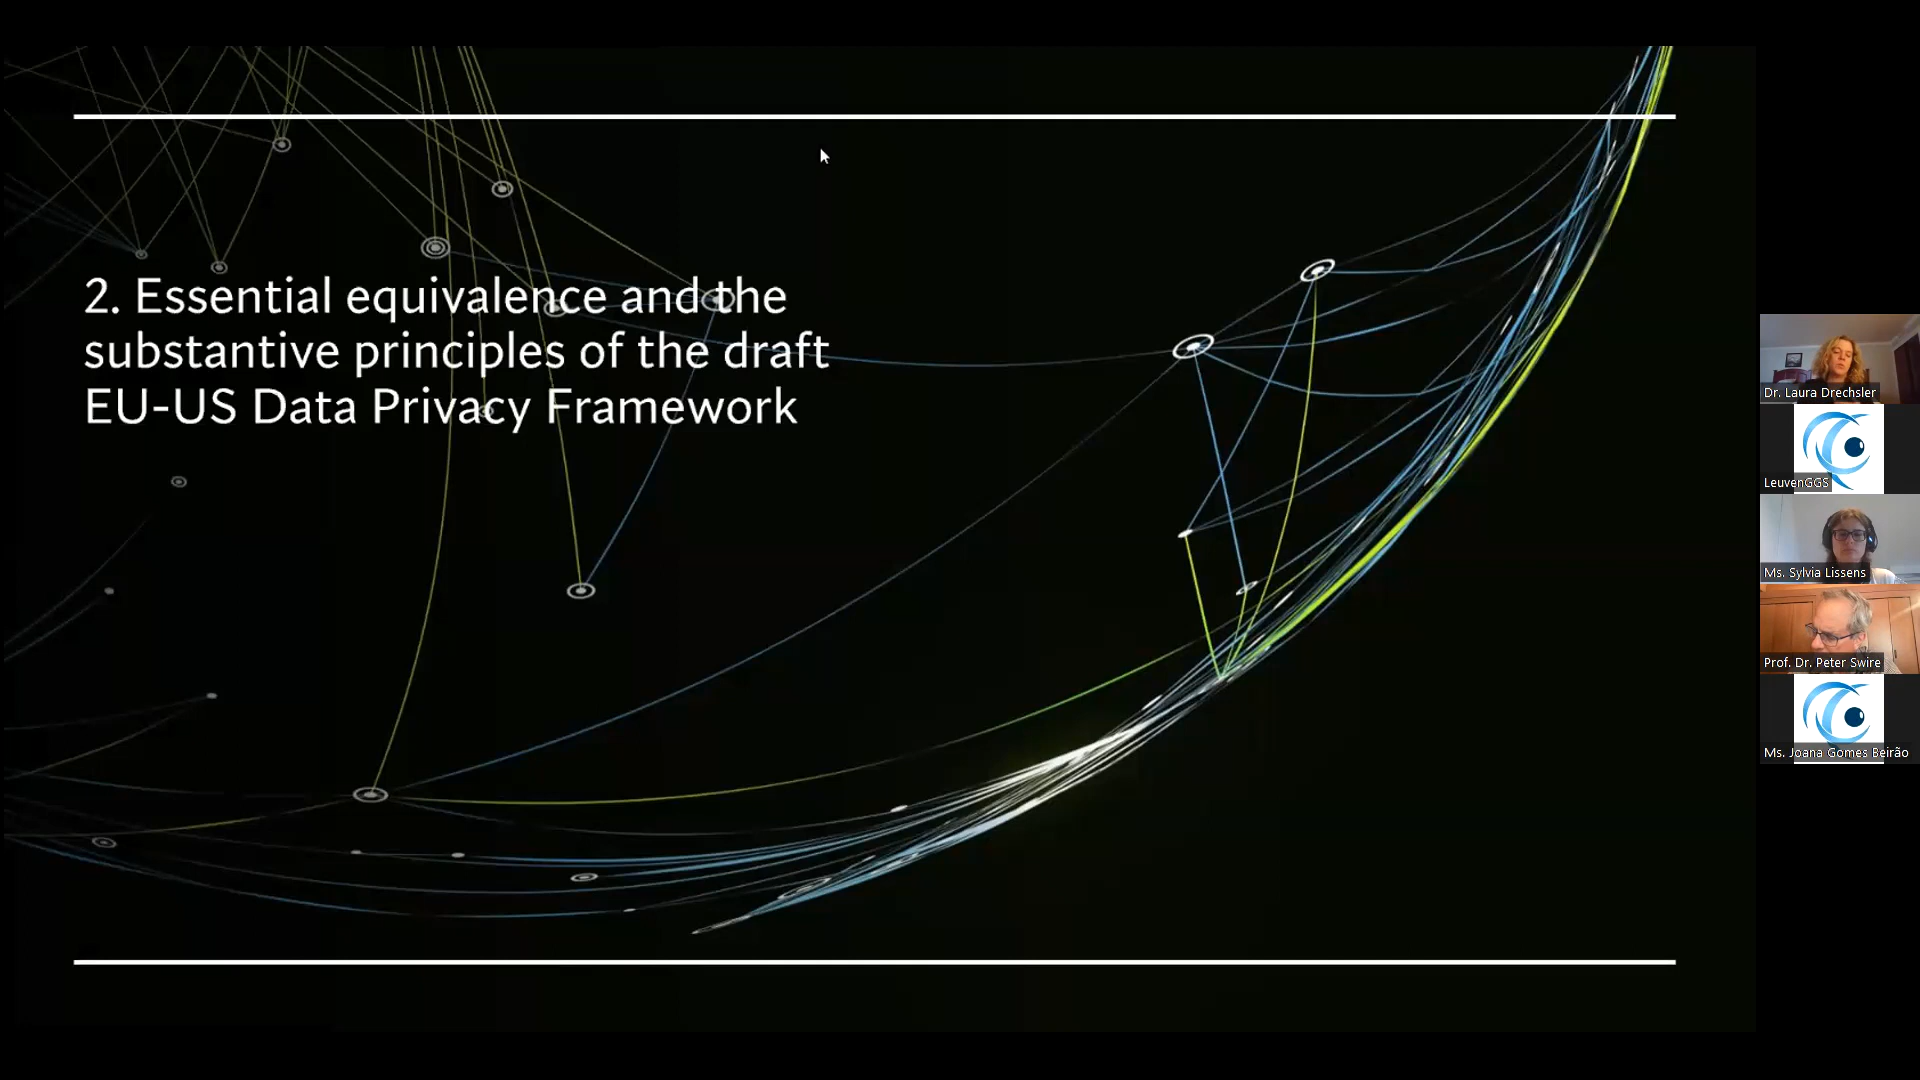 2. Essential equivalence and the
substantive principles of the draft
EU-US Data Privacy Framework
Dr. Laura Drechsler
LeuvenGGS
Ms. Sylvia Lissens
Prof. Dr. Peter Swire
Ms. Joana Gomes Beirão